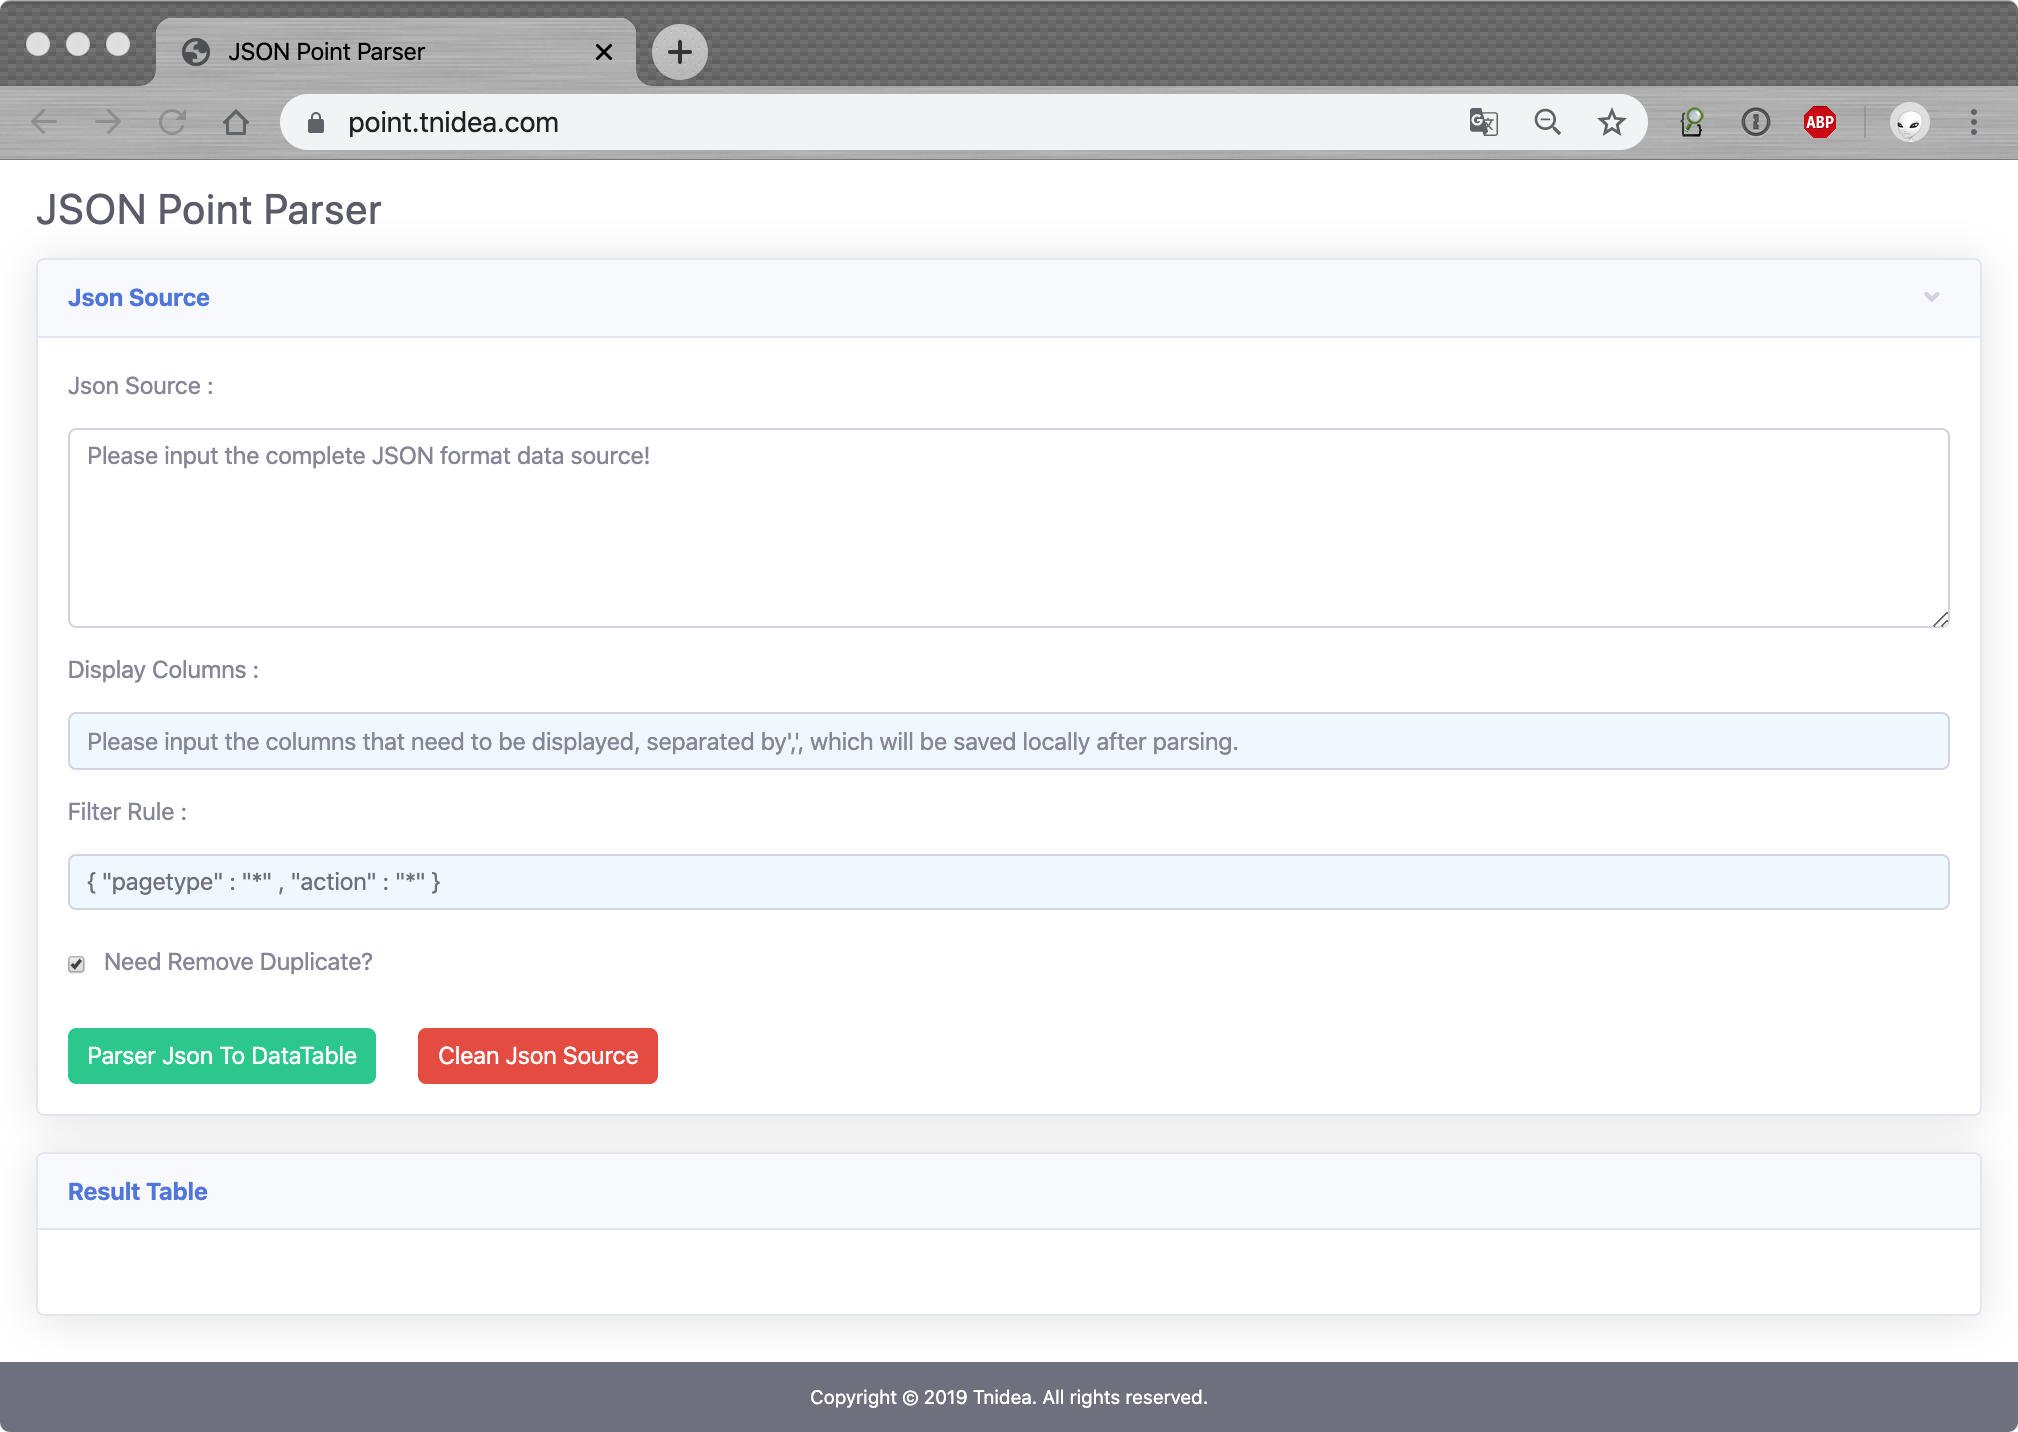 JSON Point Parser
point.tnidea.com
ABP
JSON Point Parser
Json Source
Json Source :
Please input the complete JSON format data source!
Display Columns :
Please input the columns that need to be displayed, separated by',', which will be saved locally after parsing.
Filter Rule :
{ "pagetype" : "*" , "action" : "*" }
Need Remove Duplicate?
Parser Json To DataTable
Clean Json Source
Result Table
Copyright © 2019 Tnidea. All rights reserved.